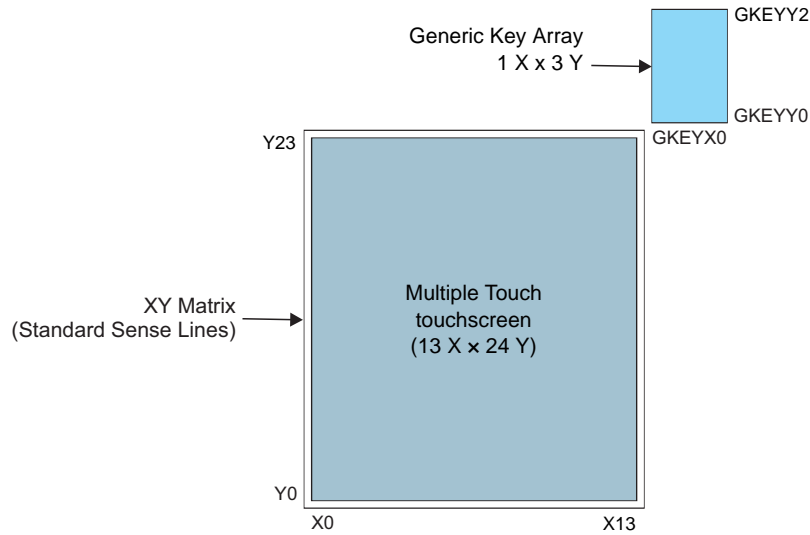 GKEYY2
Generic Key Array
1 X x 3 Y
GKEYY0
GKEYX0
Y23
XY Matrix
(Standard Sense Lines)
Multiple Touch
touchscreen
(13 X × 24 Y)
Y0
X0
X13